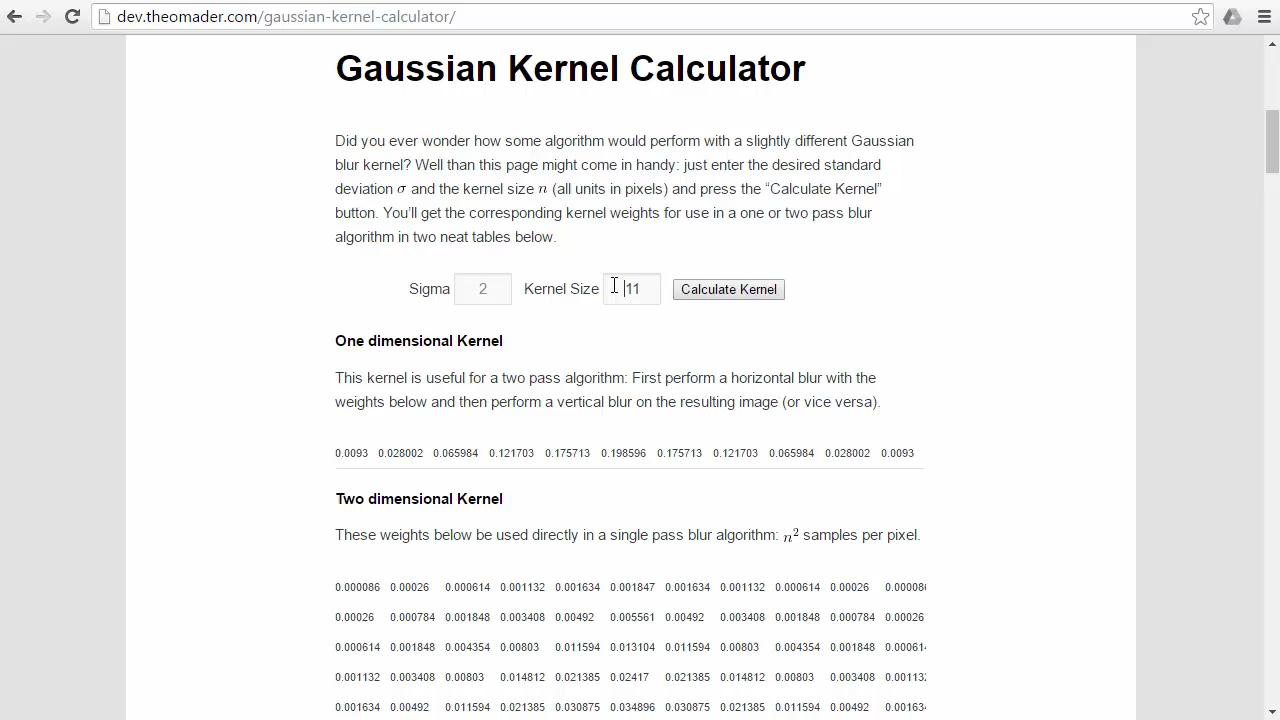 dev.theomader.com/gaussian-kernel-calculator/
Gaussian Kernel Calculator
Did you ever wonder how some algorithm would perform with a slightly different Gaussian
blur kernel? Well than this page might come in handy: just enter the desired standard
deviation σ and the kernel size n (all units in pixels) and press the “Calculate Kernel”
button. You’ll get the corresponding kernel weights for use in a one or two pass blur
algorithm in two neat tables below.
Sigma 2 Kernel Size 11 Calculate Kernel
One dimensional Kernel
This kernel is useful for a two pass algorithm: First perform a horizontal blur with the
weights below and then perform a vertical blur on the resulting image (or vice versa).
0.0093 0.028002 0.065984 0.121703 0.175713 0.198596 0.175713 0.121703 0.065984 0.028002 0.0093
Two dimensional Kernel
These weights below be used directly in a single pass blur algorithm: n² samples per pixel.
0.000086 0.00026 0.000614 0.001132 0.001634 0.001847 0.001634 0.001132 0.000614 0.00026 0.000086
0.00026 0.000784 0.001848 0.003408 0.00492 0.005561 0.00492 0.003408 0.001848 0.000784 0.00026
0.000614 0.001848 0.004354 0.00803 0.011594 0.013104 0.011594 0.00803 0.004354 0.001848 0.000614
0.001132 0.003408 0.00803 0.014812 0.021385 0.02417 0.021385 0.014812 0.00803 0.003408 0.001132
0.001634 0.00492 0.011594 0.021385 0.030875 0.034896 0.030875 0.021385 0.011594 0.00492 0.001634